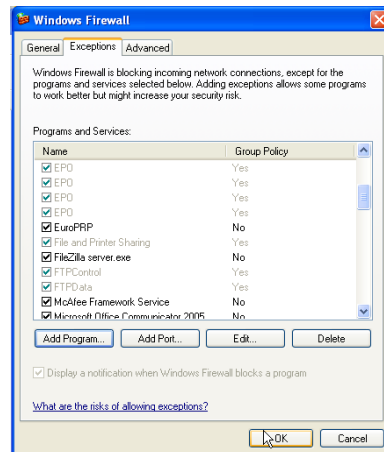 Windows Firewall
General Exceptions Advanced
Windows Firewall is blocking incoming network connections, except for the
programs and services selected below. Adding exceptions allows some programs
to work better but might increase your security risk.
Programs and Services:
Name Group Policy
EPO Yes
EPO Yes
EPO Yes
EPO Yes
EuroPRP No
File and Printer Sharing Yes
FileZilla server.exe No
FTPControl Yes
FTPData Yes
McAfee Framework Service No
Microsoft Office Communicator 2005 No
Add Program... Add Port... Edit... Delete
Display a notification when Windows Firewall blocks a program
What are the risks of allowing exceptions?
OK Cancel